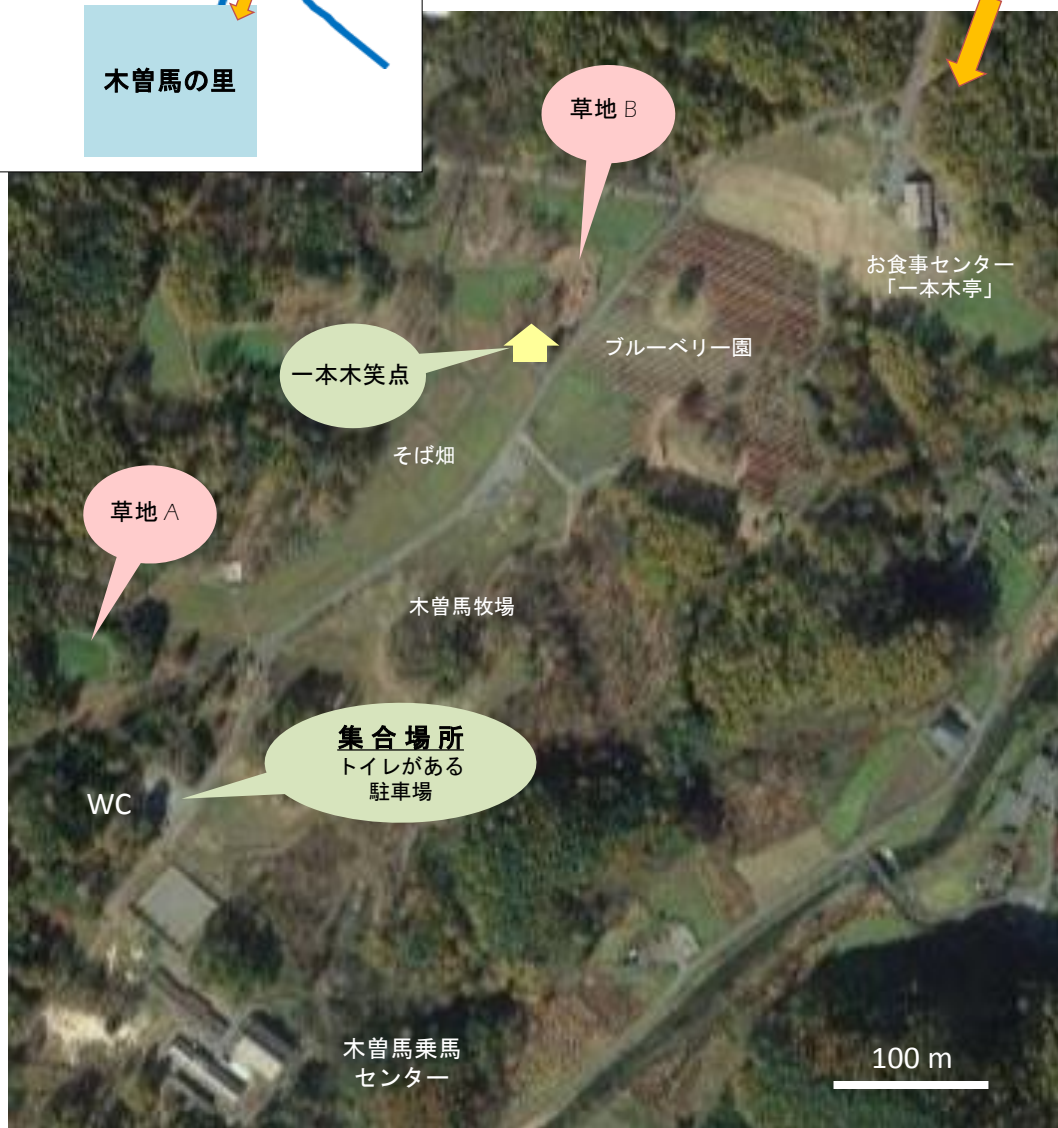 木曽馬の里
草地 B
お食事センター
「一本木亭」
ブルーベリー園
一本木笑点
そば畑
草地 A
木曽馬牧場
集合場所
トイレがある
駐車場
WC
木曽馬乗馬
センター
100 m